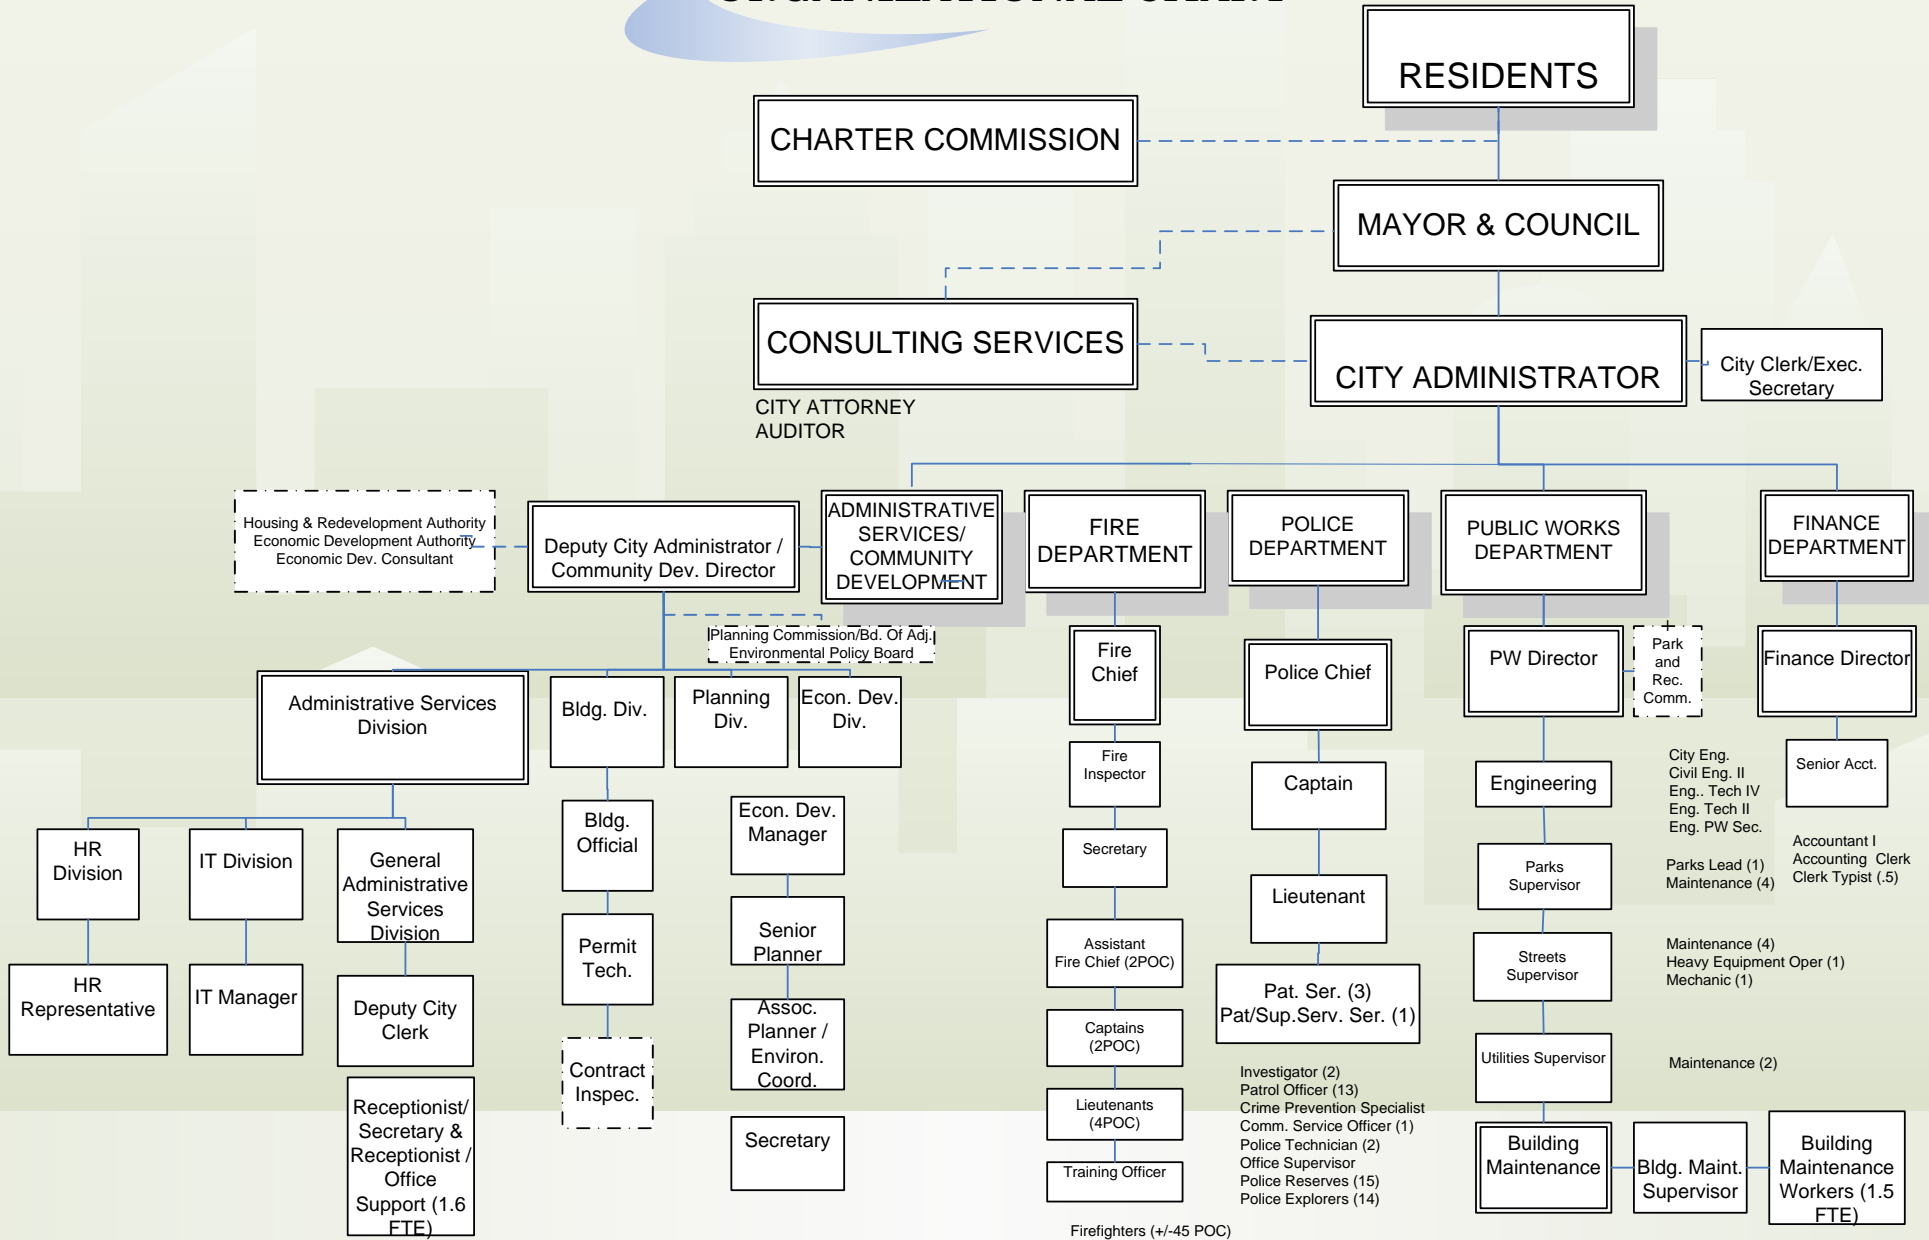 ORGANIZATIONAL CHART
RESIDENTS
CHARTER COMMISSION
MAYOR & COUNCIL
CONSULTING SERVICES
CITY ATTORNEY
AUDITOR
CITY ADMINISTRATOR
City Clerk/Exec.
Secretary
Housing & Redevelopment Authority
Economic Development Authority
Economic Dev. Consultant
Deputy City Administrator /
Community Dev. Director
ADMINISTRATIVE
SERVICES/
COMMUNITY
DEVELOPMENT
FIRE
DEPARTMENT
POLICE
DEPARTMENT
PUBLIC WORKS
DEPARTMENT
FINANCE
DEPARTMENT
Planning Commission/Bd. Of Adj.
Environmental Policy Board
Administrative Services
Division
Bldg. Div.
Planning
Div.
Econ. Dev.
Div.
HR
Division
IT Division
General
Administrative
Services
Division
HR
Representative
IT Manager
Deputy City
Clerk
Receptionist/
Secretary &
Receptionist /
Office
Support (1.6
FTE)
Bldg.
Official
Permit
Tech.
Contract
Inspec.
Econ. Dev.
Manager
Senior
Planner
Assoc.
Planner /
Environ.
Coord.
Secretary
Fire
Chief
Fire
Inspector
Secretary
Assistant
Fire Chief (2POC)
Captains
(2POC)
Lieutenants
(4POC)
Training Officer
Firefighters (+/-45 POC)
Police Chief
Captain
Lieutenant
Pat. Ser. (3)
Pat/Sup.Serv. Ser. (1)
Investigator (2)
Patrol Officer (13)
Crime Prevention Specialist
Comm. Service Officer (1)
Police Technician (2)
Office Supervisor
Police Reserves (15)
Police Explorers (14)
PW Director
Park
and
Rec.
Comm.
Engineering
City Eng.
Civil Eng. II
Eng.. Tech IV
Eng. Tech II
Eng. PW Sec.
Parks
Supervisor
Parks Lead (1)
Maintenance (4)
Streets
Supervisor
Maintenance (4)
Heavy Equipment Oper (1)
Mechanic (1)
Utilities Supervisor
Maintenance (2)
Building
Maintenance
Bldg. Maint.
Supervisor
Building
Maintenance
Workers (1.5
FTE)
Finance Director
Senior Acct.
Accountant I
Accounting Clerk
Clerk Typist (.5)